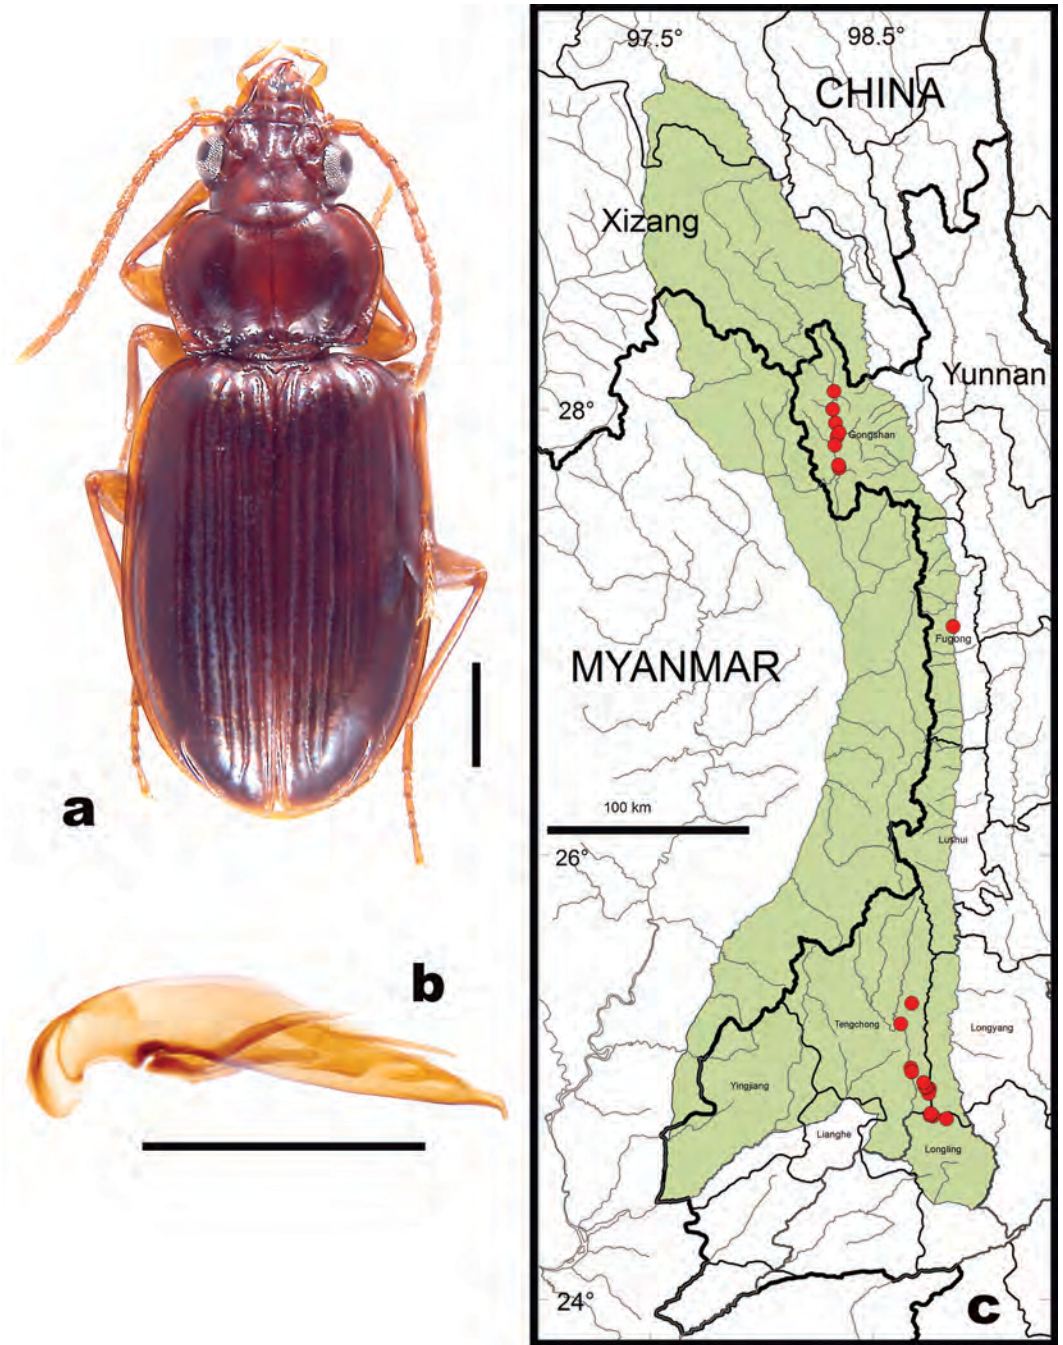 a
b
97.5°
98.5°
CHINA
Xizang
Yunnan
28°
Gongshan
Fugong
MYANMAR
100 km
26°
Lushui
Tengchong
Longyang
Yingjiang
Lianghe
Longling
24°
c